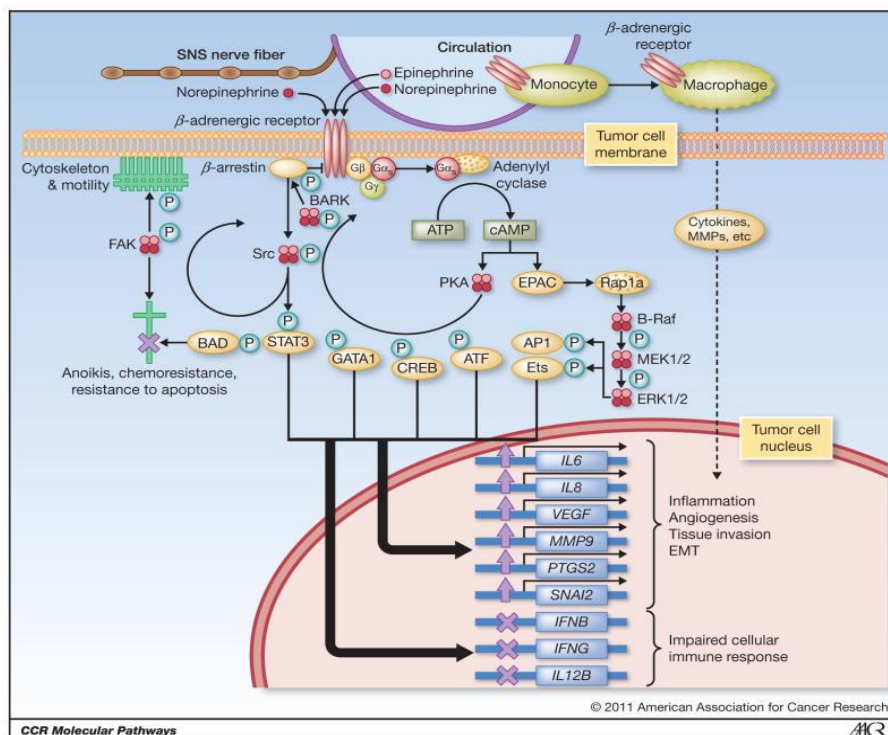 SNS nerve fiber
Circulation
β-adrenergic
receptor
Epinephrine
Norepinephrine
Norepinephrine
Monocyte
Macrophage
β-adrenergic receptor
Tumor cell
membrane
Cytoskeleton
& motility
β-arrestin
P
Gβ
Gαs
Gγ
Gαs
Adenylyl
cyclase
P
BARK
P
P
FAK
Src
P
ATP
cAMP
Cytokines,
MMPs, etc
PKA
EPAC
Rap1a
B-Raf
P
P
BAD
P
STAT3
P
GATA1
P
CREB
P
ATF
AP1
P
MEK1/2
Ets
P
P
ERK1/2
Anoikis, chemoresistance,
resistance to apoptosis
Tumor cell
nucleus
IL6
IL8
VEGF
MMP9
PTGS2
SNAI2
Inflammation
Angiogenesis
Tissue invasion
EMT
IFNB
IFNG
IL12B
Impaired cellular
immune response
© 2011 American Association for Cancer Research
CCR Molecular Pathways
AACR